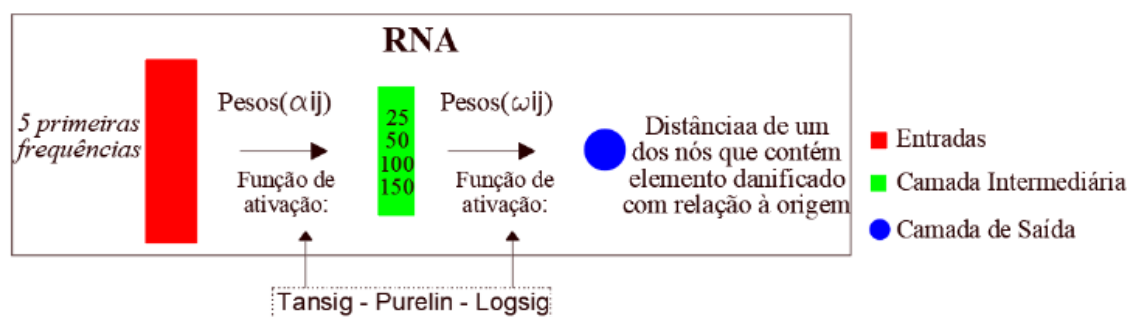 RNA
5 primeiras
frequências
Pesos(αij)
Função de
ativação:
25
50
100
150
Pesos(ωij)
Função de
ativação:
Distânciaa de um
dos nós que contém
elemento danificado
com relação à origem
Entradas
Camada Intermediária
Camada de Saída
Tansig - Purelin - Logsig